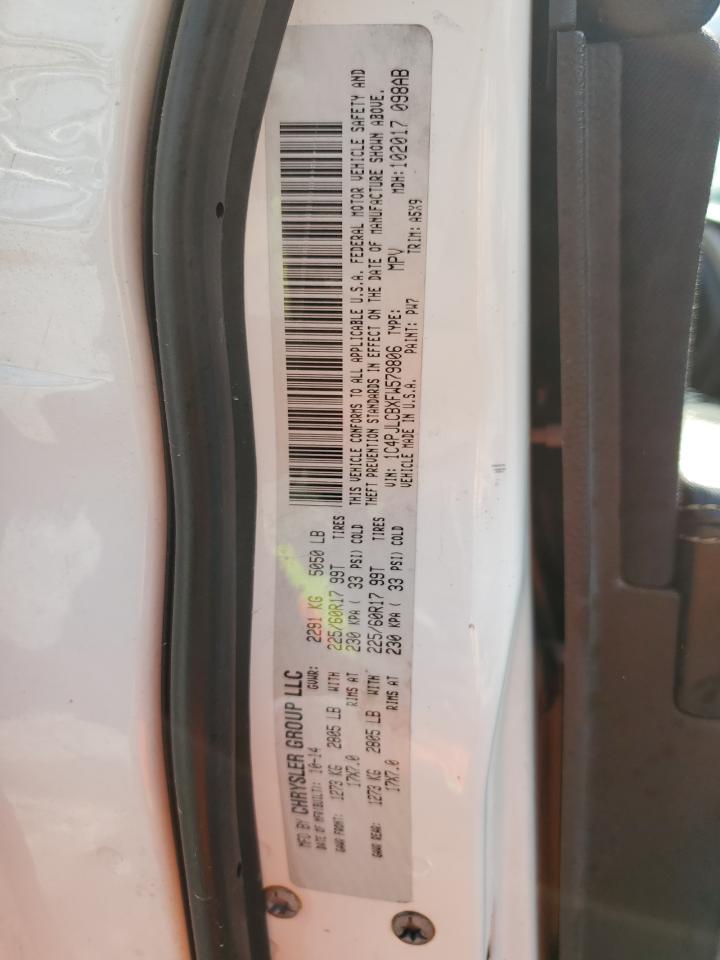 MFD BY CHRYSLER GROUP LLC
DATE OF MFR(BUILT): 10-14 GVWR: 2291 KG 5050 LB
GAWR FRONT: 1273 KG 2805 LB WITH 225/60R17 99T TIRES
17X7.0 RIMS AT 230 KPA ( 33 PSI) COLD
GAWR REAR: 1273 KG 2805 LB WITH 225/60R17 99T TIRES
17X7.0 RIMS AT 230 KPA ( 33 PSI) COLD
THIS VEHICLE CONFORMS TO ALL APPLICABLE U.S.A. FEDERAL MOTOR VEHICLE SAFETY AND
THEFT PREVENTION STANDARDS IN EFFECT ON THE DATE OF MANUFACTURE SHOWN ABOVE.
VIN: 1C4PJLCBXFW579806 TYPE: MPV MDH:102017 098AB
VEHICLE MADE IN U.S.A. PAINT: PW7 TRIM: A5X9